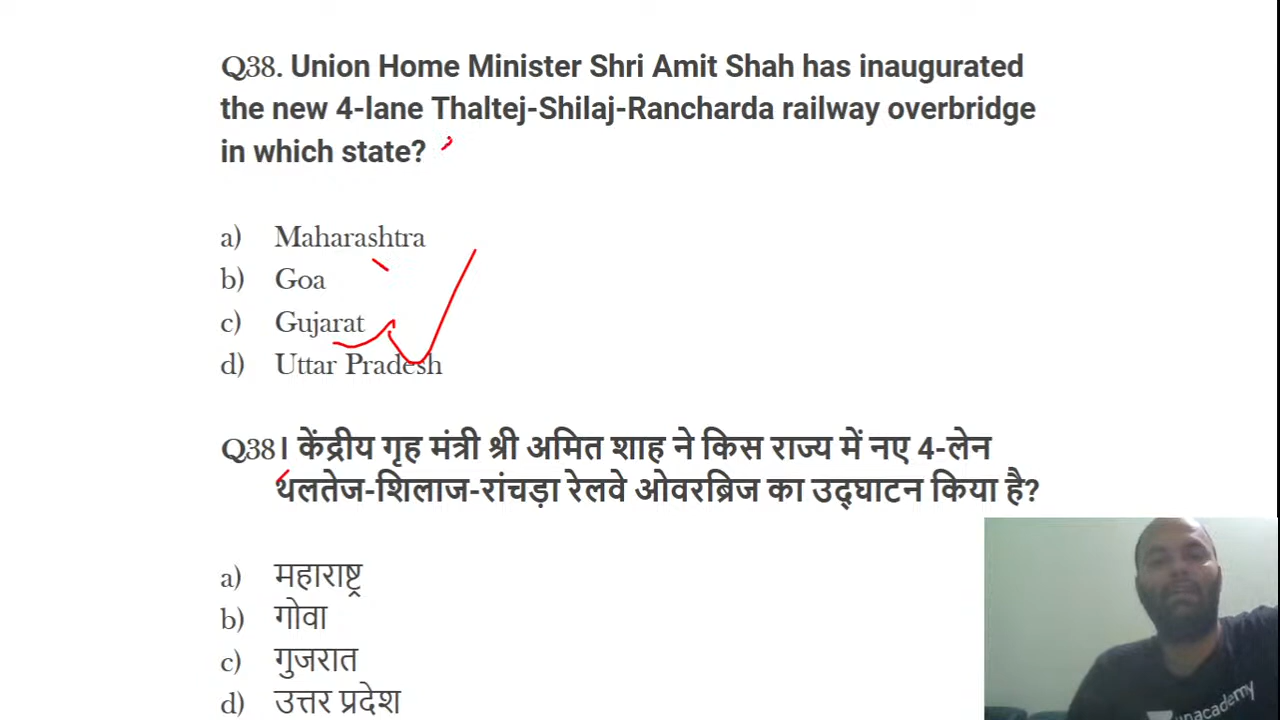 Q38. Union Home Minister Shri Amit Shah has inaugurated
the new 4-lane Thaltej-Shilaj-Rancharda railway overbridge
in which state?
a) Maharashtra
b) Goa
c) Gujarat
d) Uttar Pradesh
Q38। केंद्रीय गृह मंत्री श्री अमित शाह ने किस राज्य में नए 4-लेन
थलतेज-शिलाज-रांचड़ा रेलवे ओवरब्रिज का उद्घाटन किया है?
a) महाराष्ट्र
b) गोवा
c) गुजरात
d) उत्तर प्रदेश
unacademy